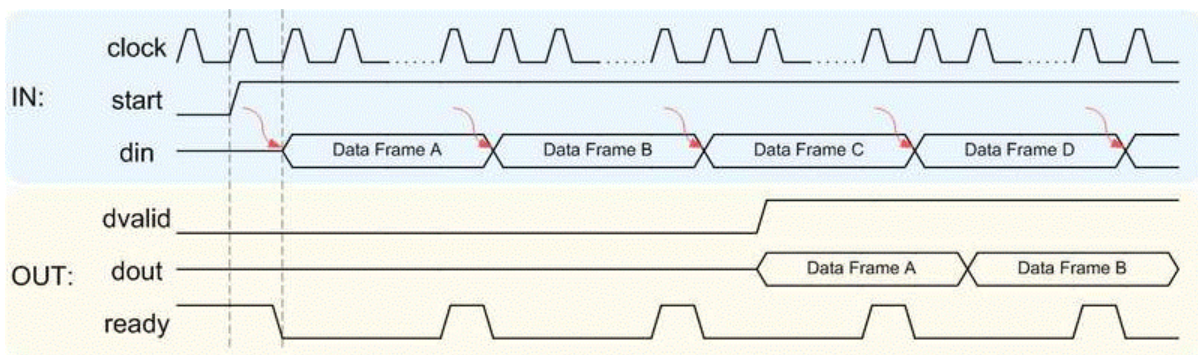 IN:
clock
start
din
Data Frame A
Data Frame B
Data Frame C
Data Frame D
OUT:
dvalid
dout
Data Frame A
Data Frame B
ready